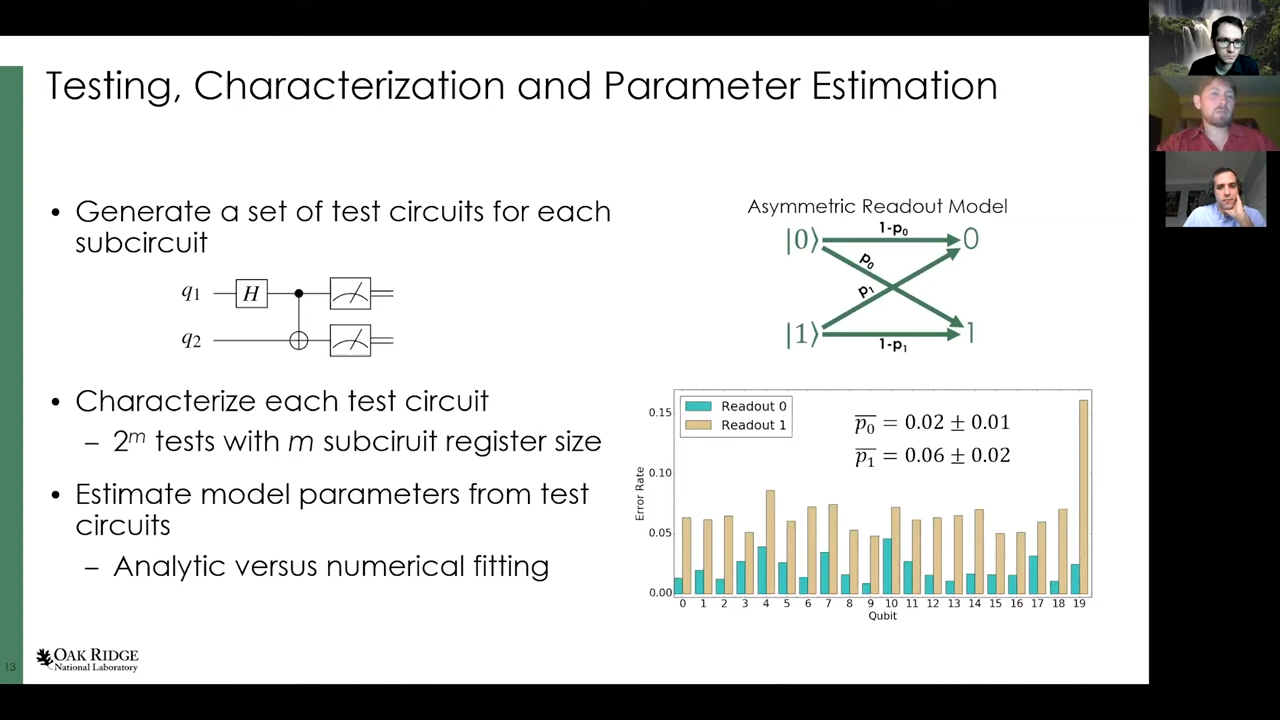 Testing, Characterization and Parameter Estimation
• Generate a set of test circuits for each
subcircuit
q1 H
q2
• Characterize each test circuit
– 2^m tests with m subciruit register size
• Estimate model parameters from test
circuits
– Analytic versus numerical fitting
Asymmetric Readout Model
|0⟩ 1-p0 0
p0
p1
|1⟩ 1-p1 1
Readout 0
Readout 1
p̅0̅ = 0.02 ± 0.01
p̅1̅ = 0.06 ± 0.02
Error Rate
0.15
0.10
0.05
0.00
0 1 2 3 4 5 6 7 8 9 10 11 12 13 14 15 16 17 18 19
Qubit
13
OAK RIDGE
National Laboratory